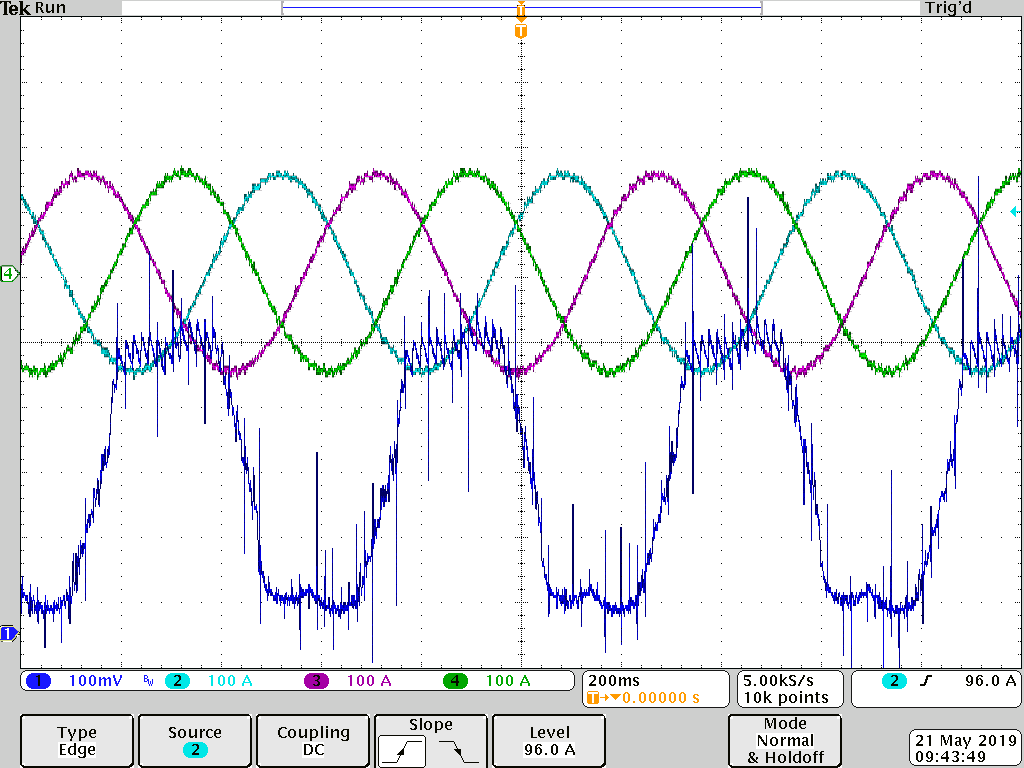 Tek Run Trig'd
T
T
4
1
1 100mV BW 2 100 A 3 100 A 4 100 A
200ms
T→▼0.00000 s
5.00kS/s
10k points
2 96.0 A
Type
Edge
Source
2
Coupling
DC
Slope
Level
96.0 A
Mode
Normal
& Holdoff
21 May 2019
09:43:49